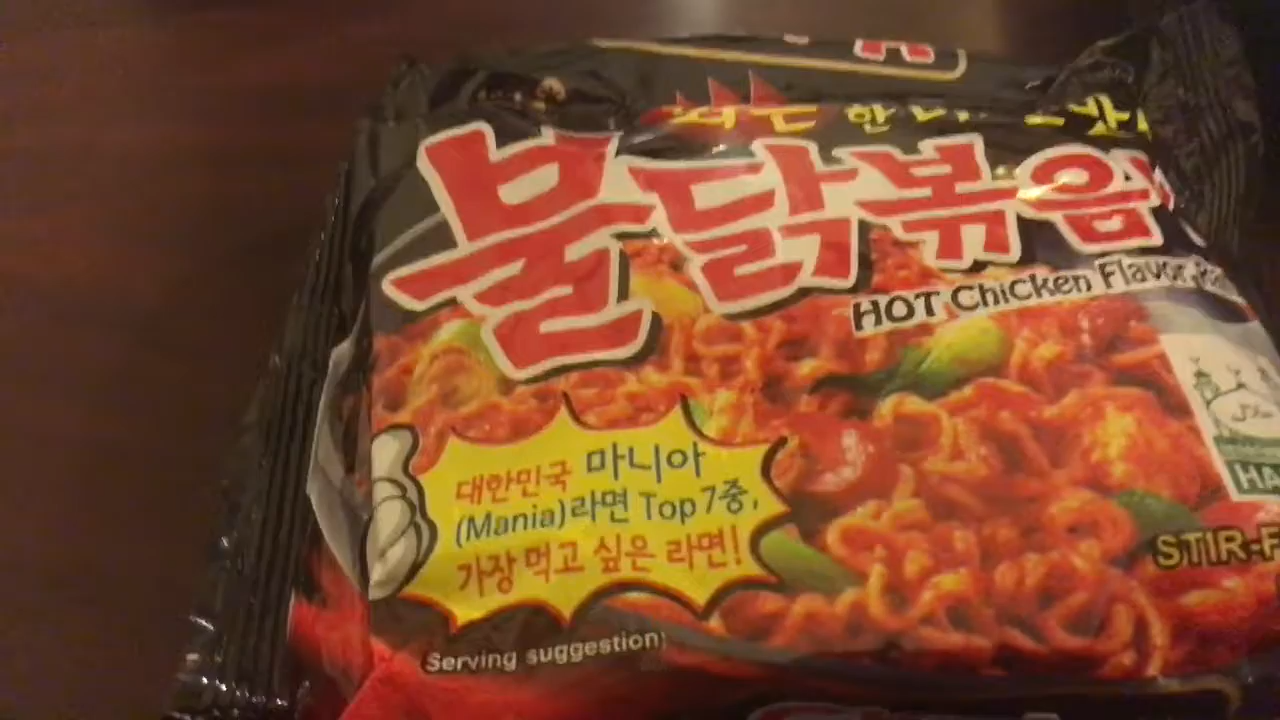 불닭볶음
HOT Chicken Flavor
대한민국 마니아
(Mania)라면 Top 7중,
가장 먹고 싶은 라면!
STIR-F
Serving suggestion